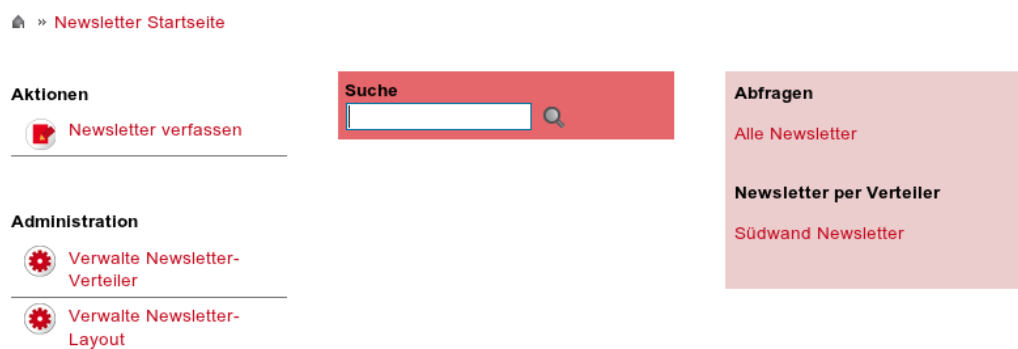 » Newsletter Startseite
Aktionen
Newsletter verfassen
Administration
Verwalte Newsletter-
Verteiler
Verwalte Newsletter-
Layout
Suche
Abfragen
Alle Newsletter
Newsletter per Verteiler
Südwand Newsletter